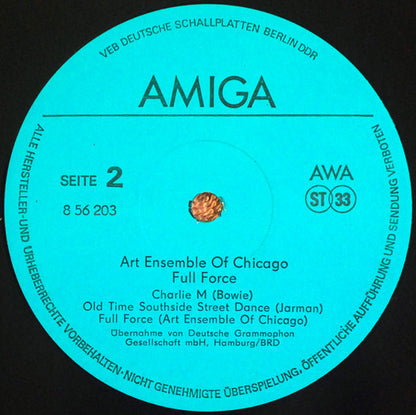 VEB DEUTSCHE SCHALLPLATTEN BERLIN DDR
AMIGA
SEITE 2
8 56 203
AWA
ST 33
Art Ensemble Of Chicago
Full Force
Charlie M (Bowie)
Old Time Southside Street Dance (Jarman)
Full Force (Art Ensemble Of Chicago)
Übernahme von Deutsche Grammophon
Gesellschaft mbH, Hamburg/BRD
ALLE HERSTELLER- UND URHEBERRECHTE VORBEHALTEN · NICHT GENEHMIGTE ÜBERSPIELUNG, ÖFFENTLICHE AUFFÜHRUNG UND SENDUNG VERBOTEN